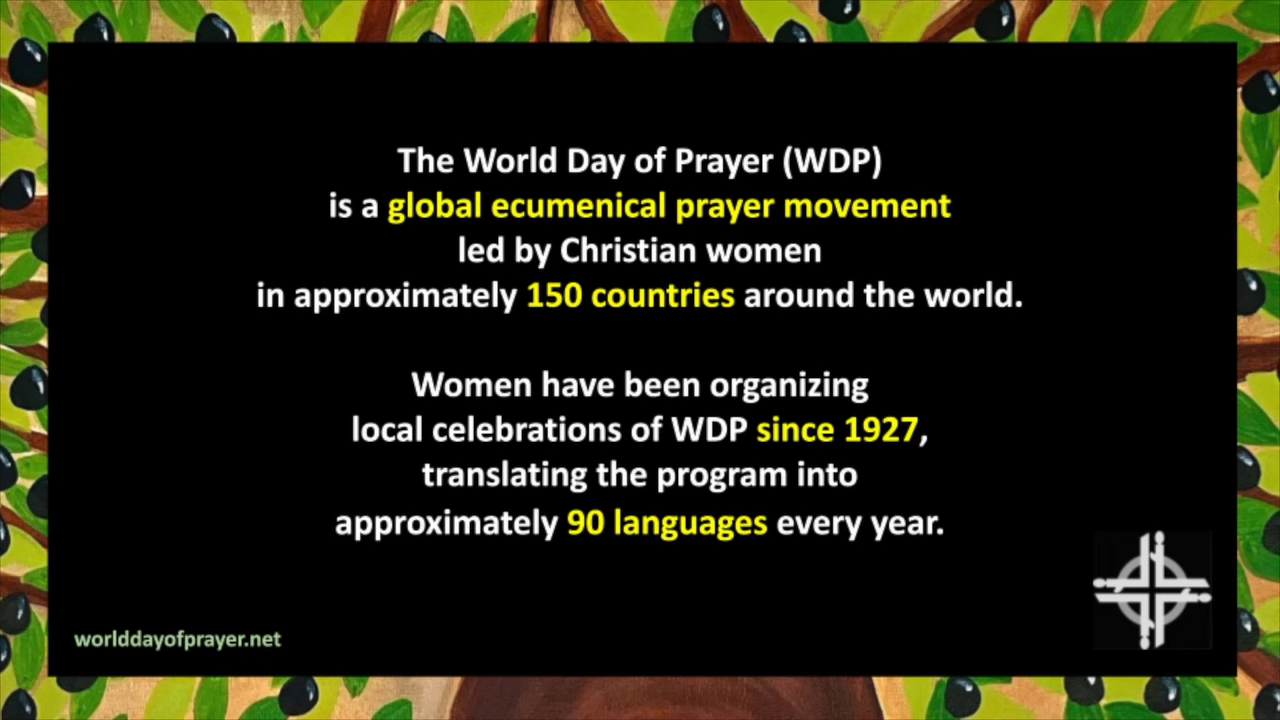 The World Day of Prayer (WDP)
is a global ecumenical prayer movement
led by Christian women
in approximately 150 countries around the world.
Women have been organizing
local celebrations of WDP since 1927,
translating the program into
approximately 90 languages every year.
worlddayofprayer.net